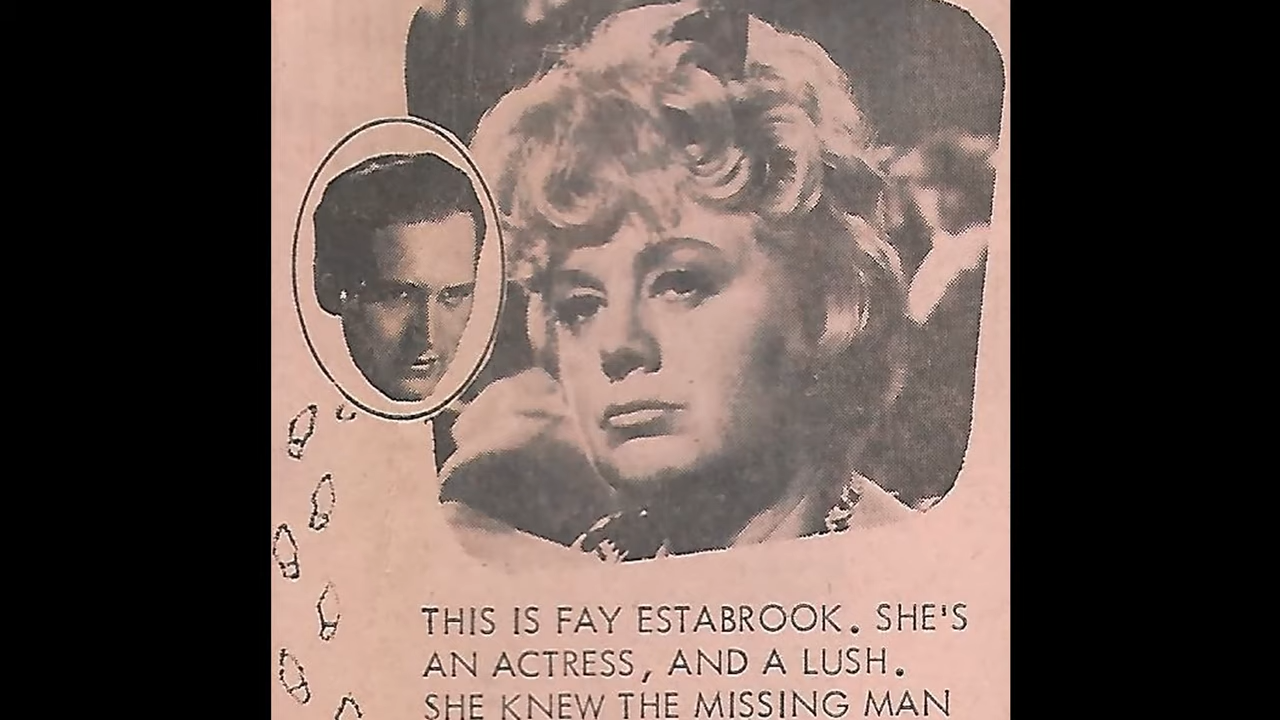 THIS IS FAY ESTABROOK. SHE'S
AN ACTRESS, AND A LUSH.
SHE KNEW THE MISSING MAN